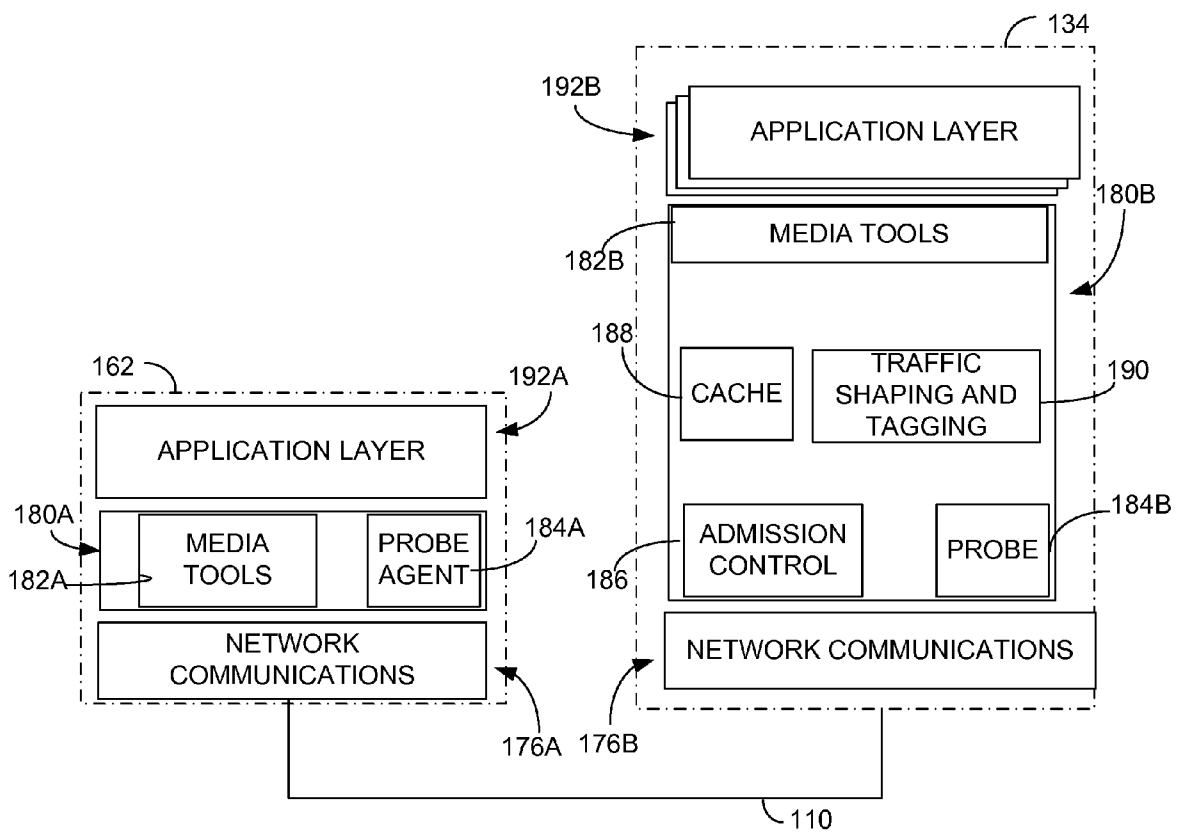 134
192B
APPLICATION LAYER
180B
MEDIA TOOLS
182B
188
CACHE
TRAFFIC
SHAPING AND
TAGGING
190
ADMISSION
CONTROL
186
PROBE
184B
NETWORK COMMUNICATIONS
176B
162
192A
APPLICATION LAYER
180A
MEDIA
TOOLS
182A
PROBE
AGENT
184A
NETWORK
COMMUNICATIONS
176A
110